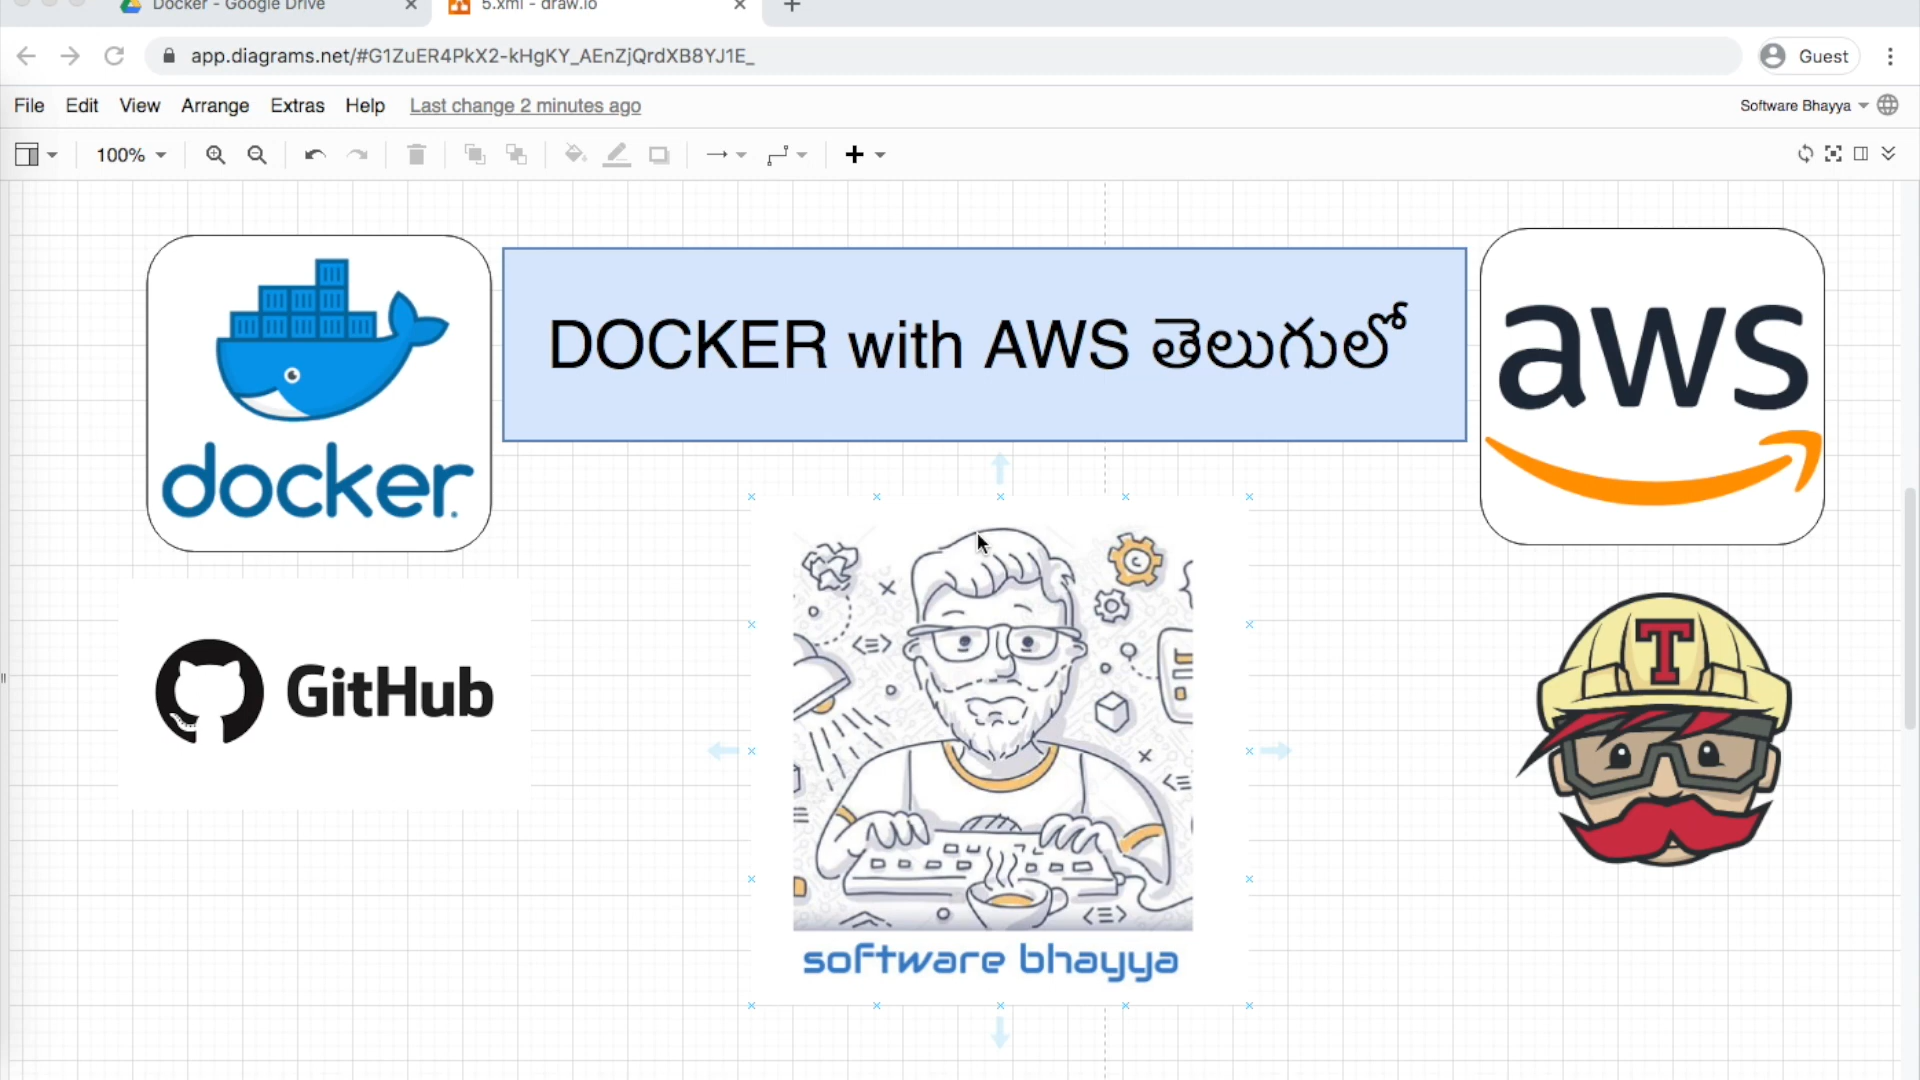 Docker - Google Drive
5.xml - draw.io
app.diagrams.net/#G1ZuER4PkX2-kHgKY_AEnZjQrdXB8YJ1E_
Guest
File Edit View Arrange Extras Help Last change 2 minutes ago
Software Bhayya
100%
DOCKER with AWS తెలుగులో
docker
aws
GitHub
T
software bhayya